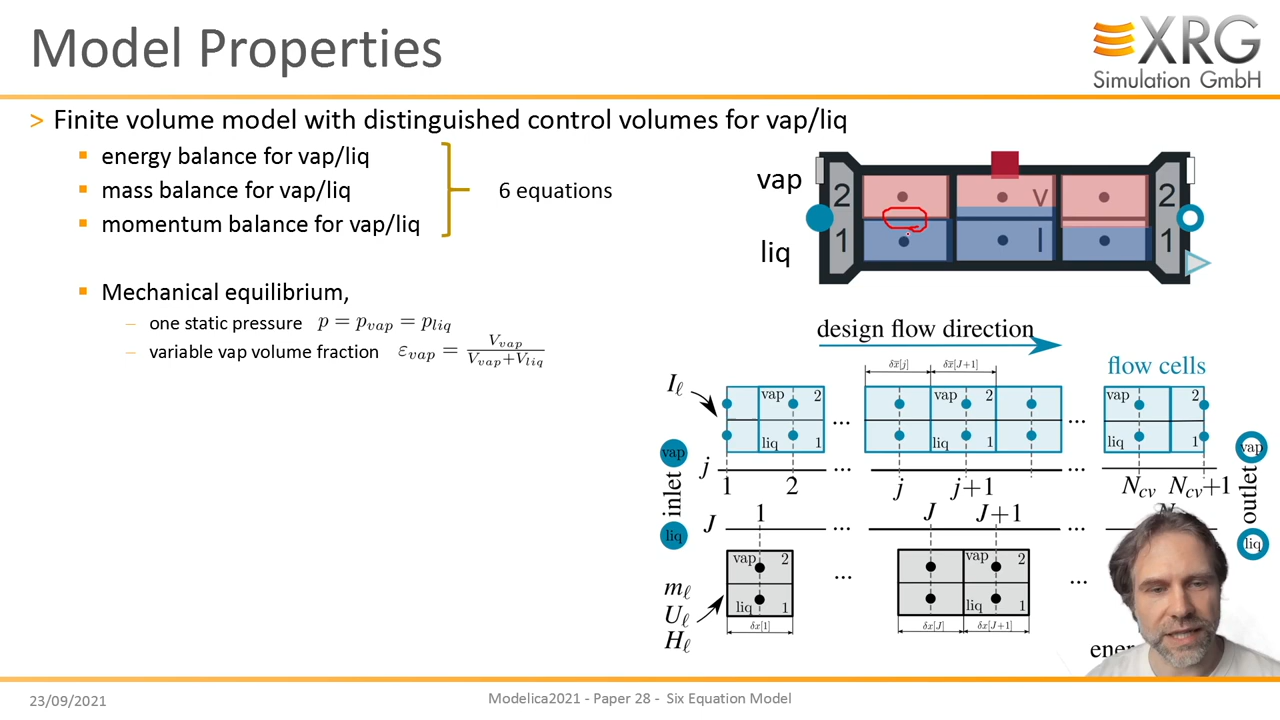 Model Properties
XRG
Simulation GmbH
> Finite volume model with distinguished control volumes for vap/liq
▪ energy balance for vap/liq
▪ mass balance for vap/liq
▪ momentum balance for vap/liq
6 equations
▪ Mechanical equilibrium,
– one static pressure p = p_vap = p_liq
– variable vap volume fraction ε_vap = V_vap / (V_vap + V_liq)
vap
liq
2 v 2
1 l 1
design flow direction
δx̄[j] δx̄[J+1]
flow cells
I_ℓ
vap 2 vap 2 vap 2
... ...
liq 1 liq 1 liq 1
vap vap
inlet outlet
liq liq
j
... ...
1 2 j j+1 N_cv N_cv+1
J 1 ... J J+1 ...
vap 2 vap 2
... ...
liq 1 liq 1
m_ℓ
U_ℓ
H_ℓ
δx[1] δx[J] δx[J+1]
23/09/2021
Modelica2021 - Paper 28 - Six Equation Model